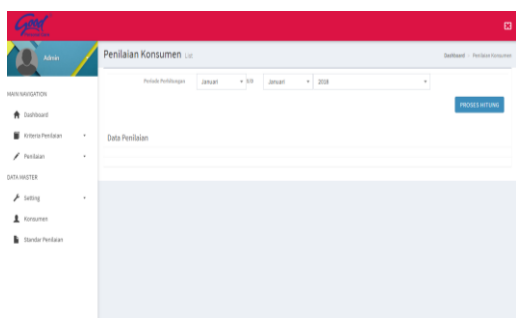 Good
Admin
Penilaian Konsumen List
Dashboard Penilaian Konsumen
Periode Perhitungan Januari S/D Januari 2018
PROSES HITUNG
MAIN NAVIGATION
Dashboard
Kriteria Penilaian
Penilaian
Data Penilaian
DATA MASTER
Setting
Konsumen
Standar Penilaian